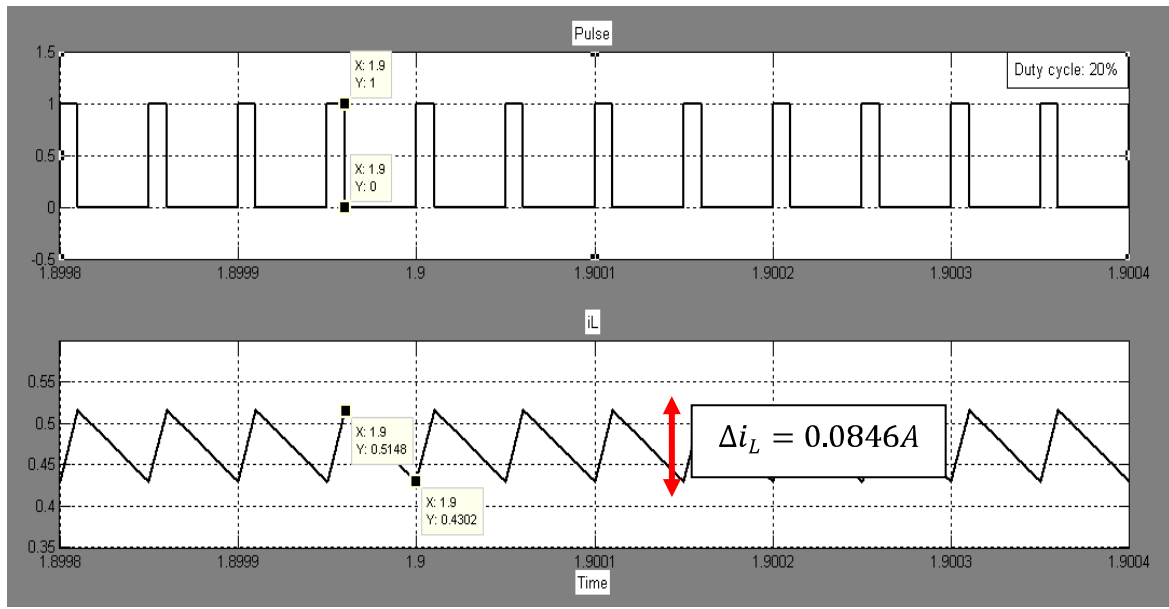 Pulse
1.5
1
0.5
0
-0.5
X: 1.9
Y: 1
X: 1.9
Y: 0
Duty cycle: 20%
1.8998
1.8999
1.9
1.9001
1.9002
1.9003
1.9004
iL
0.55
0.5
0.45
0.4
0.35
X: 1.9
Y: 0.5148
X: 1.9
Y: 0.4302
Δi_L = 0.0846A
1.8998
1.8999
1.9
1.9001
1.9002
1.9003
1.9004
Time